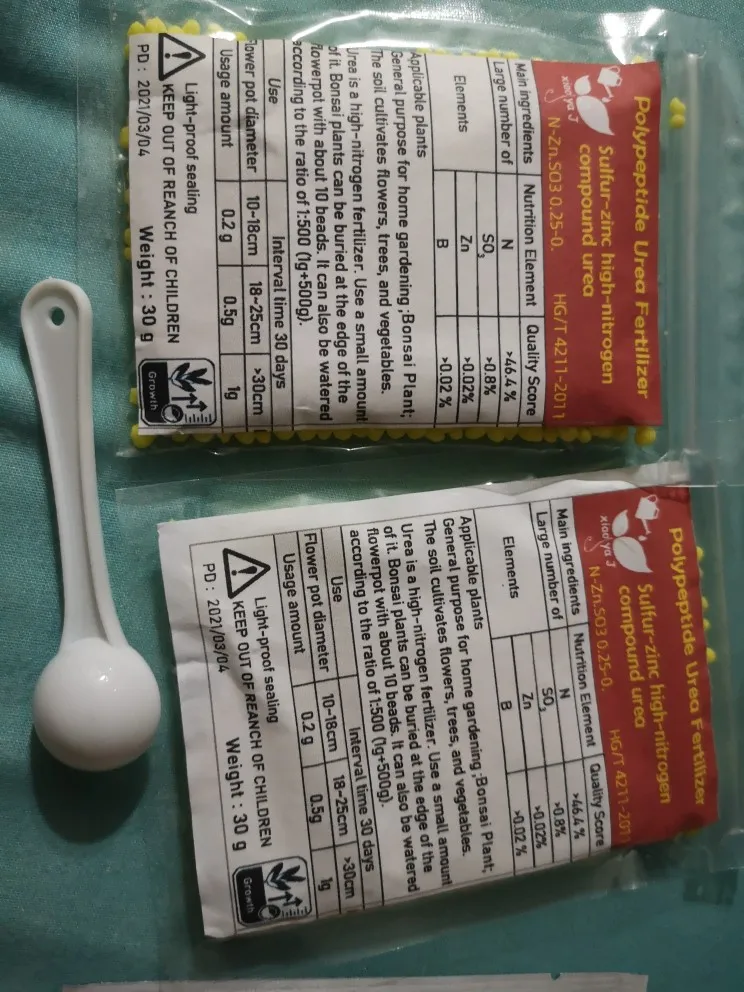 Polypeptide Urea Fertilizer
Sulfur-zinc high-nitrogen
compound urea
xiao ya J
N-Zn.SO3 0.25-0. HG/T 4211-2011
Main ingredients Nutrition Element Quality Score
Large number of N >46.4 %
SO3 >0.8%
Elements Zn >0.02%
B >0.02 %
Applicable plants
General purpose for home gardening ;Bonsai Plant;
The soil cultivates flowers, trees, and vegetables.
Urea is a high-nitrogen fertilizer. Use a small amount
of it. Bonsai plants can be buried at the edge of the
flowerpot with about 10 beads. It can also be watered
according to the ratio of 1:500 (1g+500g).
Use Interval time 30 days
flower pot diameter 10-18cm 18-25cm >30cm
Usage amount 0.2 g 0.5g 1g
Light-proof sealing
KEEP OUT OF REANCH OF CHILDREN
PD : 2021/03/04 Weight : 30 g
Growth
Polypeptide Urea Fertilizer
Sulfur-zinc high-nitrogen
compound urea
xiao ya J
N-Zn.SO3 0.25-0. HG/T 4211-2011
Main ingredients Nutrition Element Quality Score
Large number of N >46.4 %
SO3 >0.8%
Elements Zn >0.02%
B >0.02 %
Applicable plants
General purpose for home gardening ;Bonsai Plant;
The soil cultivates flowers, trees, and vegetables.
Urea is a high-nitrogen fertilizer. Use a small amount
of it. Bonsai plants can be buried at the edge of the
flowerpot with about 10 beads. It can also be watered
according to the ratio of 1:500 (1g+500g).
Use Interval time 30 days
Flower pot diameter 10-18cm 18-25cm >30cm
Usage amount 0.2 g 0.5g 1g
Light-proof sealing
KEEP OUT OF REANCH OF CHILDREN
PD : 2021/03/04 Weight : 30 g
Growth